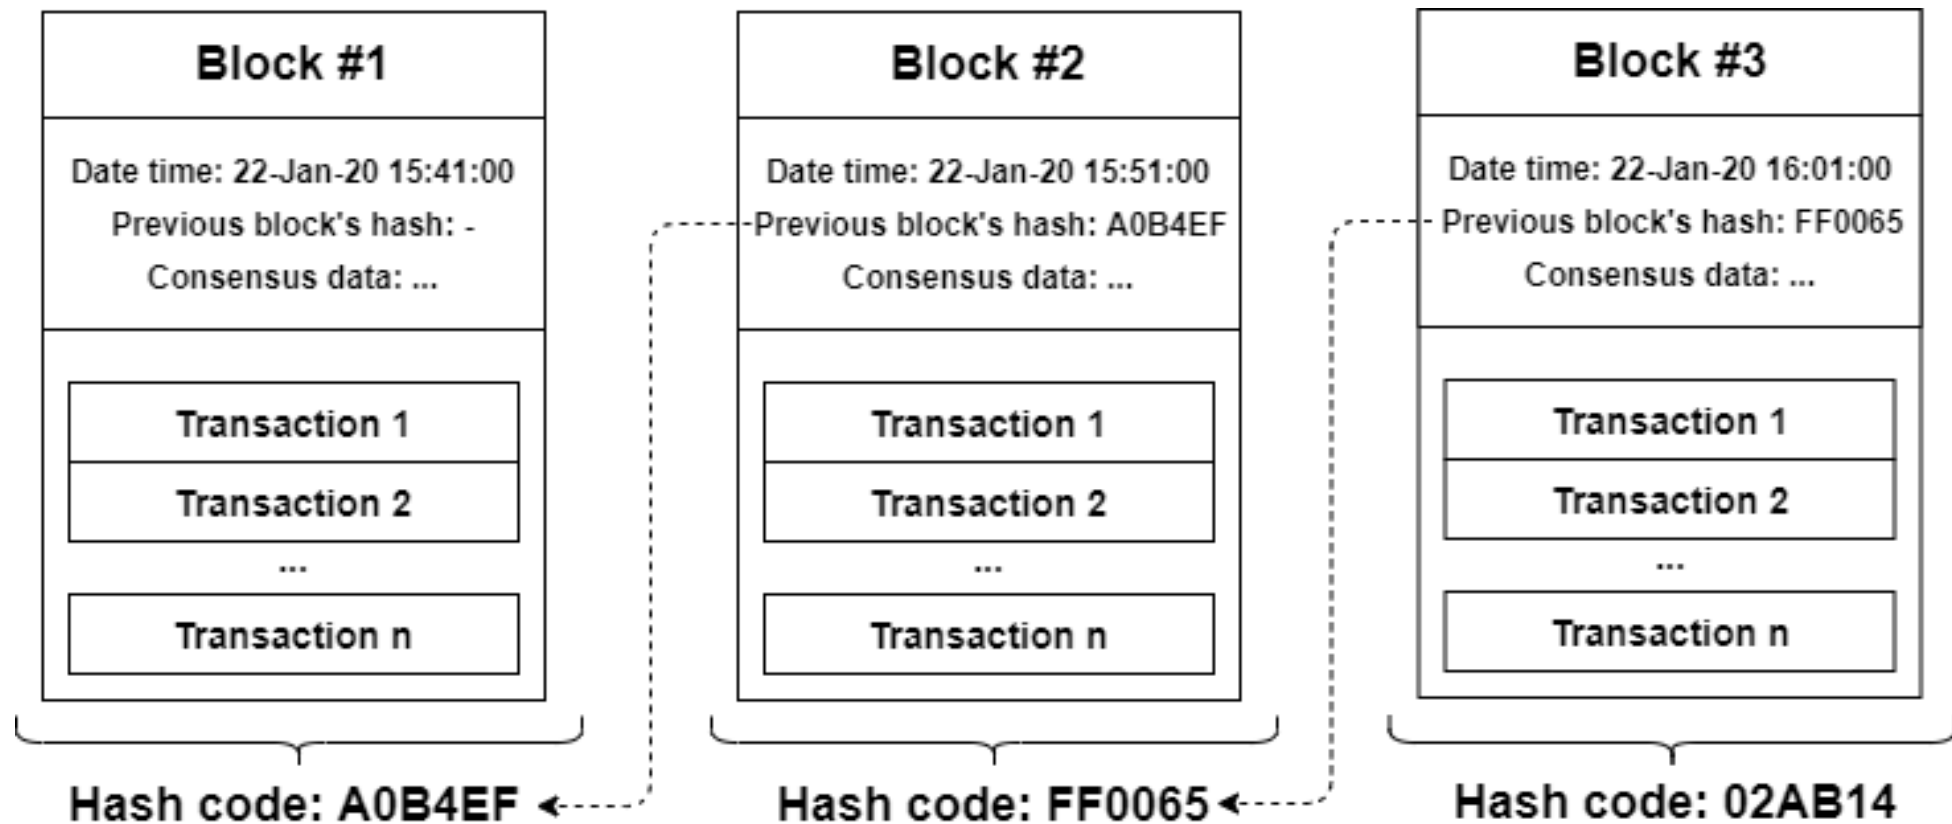 Block #1
Date time: 22-Jan-20 15:41:00
Previous block's hash: -
Consensus data: ...
Transaction 1
Transaction 2
...
Transaction n
Hash code: A0B4EF
Block #2
Date time: 22-Jan-20 15:51:00
Previous block's hash: A0B4EF
Consensus data: ...
Transaction 1
Transaction 2
...
Transaction n
Hash code: FF0065
Block #3
Date time: 22-Jan-20 16:01:00
Previous block's hash: FF0065
Consensus data: ...
Transaction 1
Transaction 2
...
Transaction n
Hash code: 02AB14